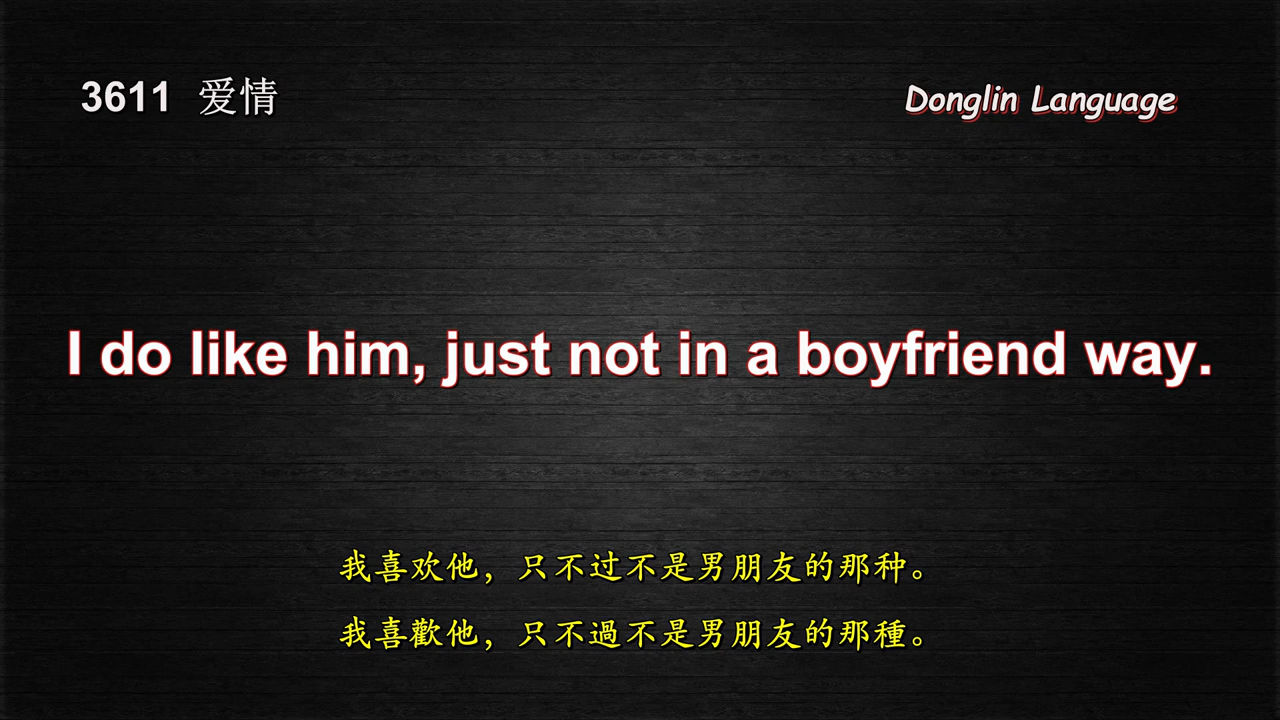 3611 爱情
Donglin Language
I do like him, just not in a boyfriend way.
我喜欢他，只不过不是男朋友的那种。
我喜歡他，只不過不是男朋友的那種。